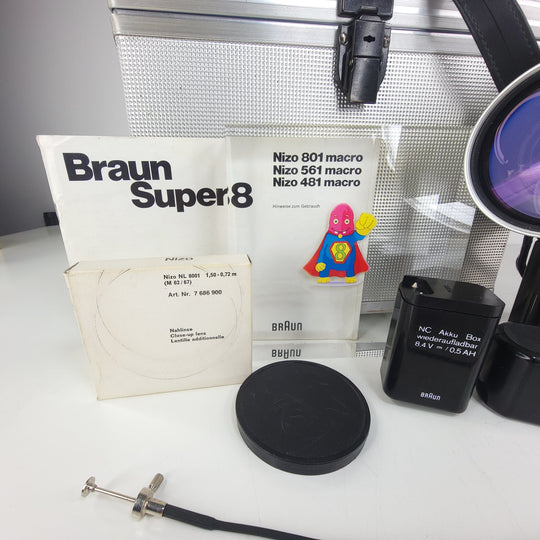 Braun
Super8
Nizo 801 macro
Nizo 561 macro
Nizo 481 macro
Hinweise zum Gebrauch
8
BRAUN
BRAUN
NIZO
Nizo NL 8001 1,50 - 0,72 m
(M 62 / 67)
Art. Nr. 7 686 900
Nahlinse
Close-up lens
Lentille additionnelle
NC Akku Box
wiederaufladbar
8.4 V ⎓ / 0,5 AH
BRAUN